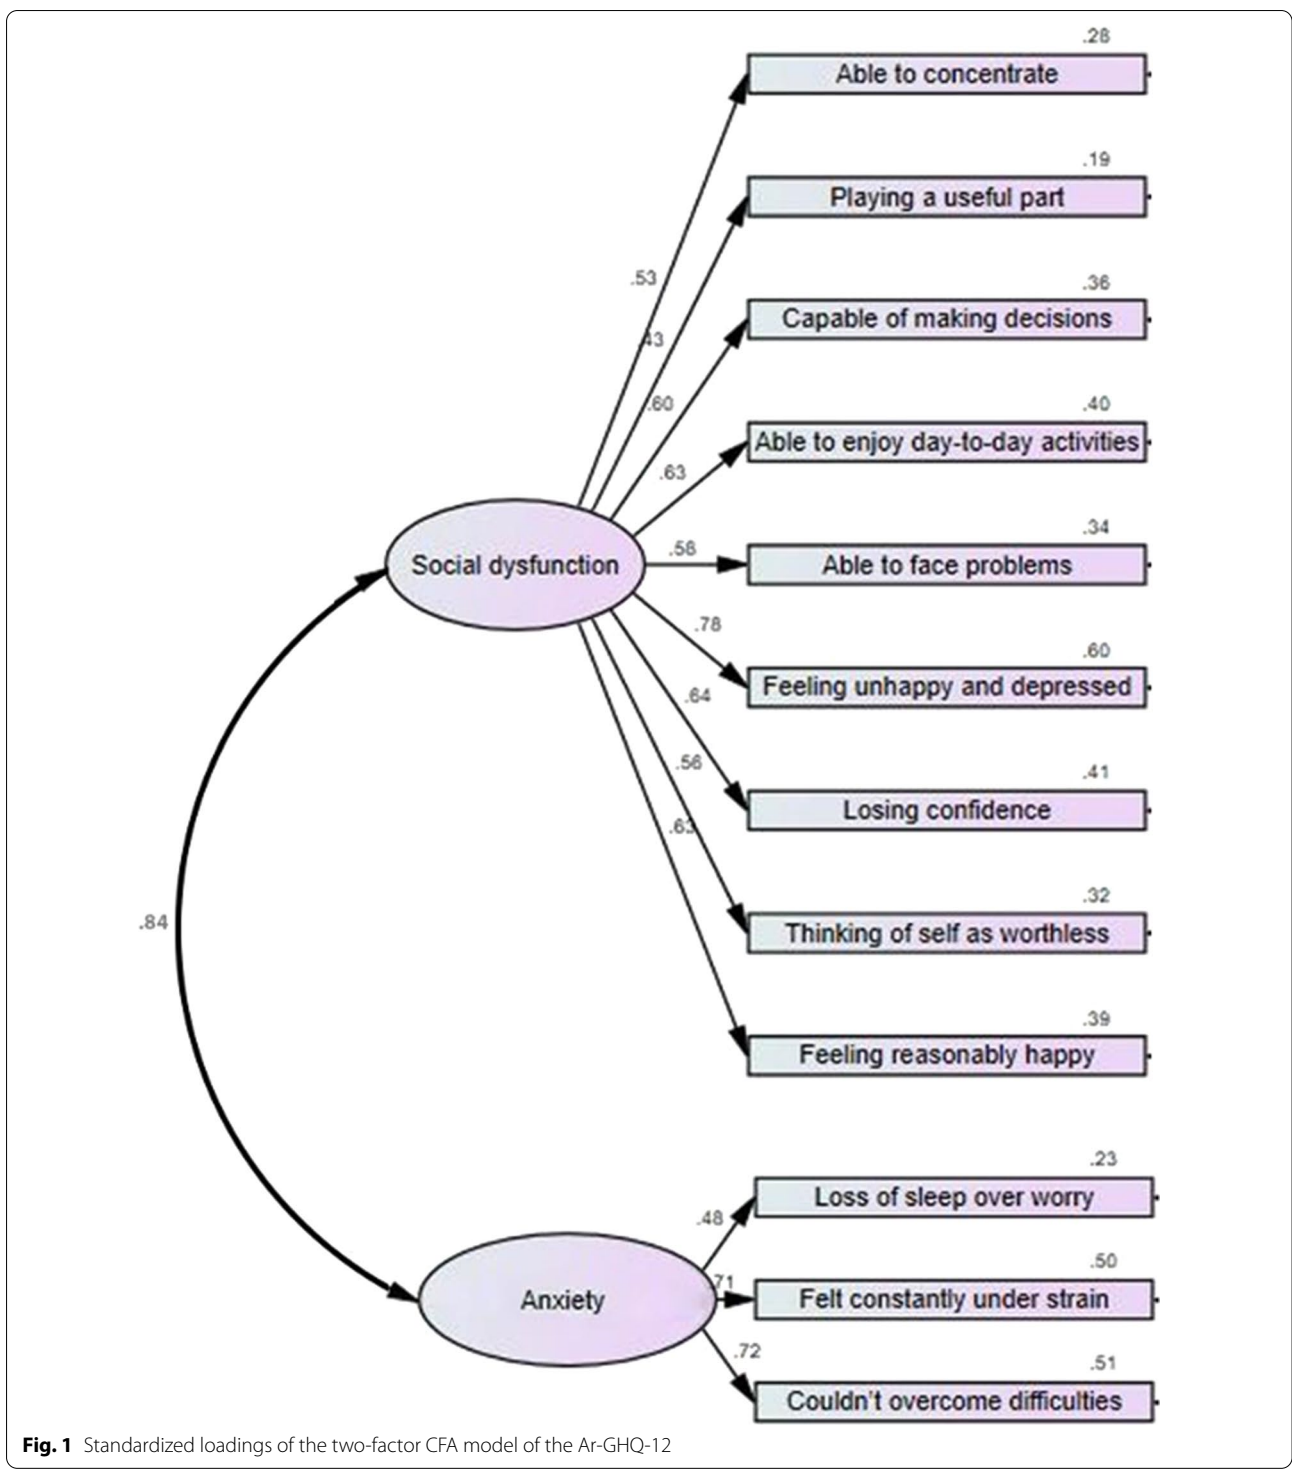 .28
Able to concentrate
.19
Playing a useful part
.53
.36
Capable of making decisions
.43
.40
.60
Able to enjoy day-to-day activities
.63
.34
.58
Social dysfunction
Able to face problems
.78
.60
Feeling unhappy and depressed
.64
.41
.56
Losing confidence
.63
.32
.84
Thinking of self as worthless
.39
Feeling reasonably happy
.23
Loss of sleep over worry
.48
.50
.71
Anxiety
Felt constantly under strain
.72
.51
Couldn't overcome difficulties
Fig. 1 Standardized loadings of the two-factor CFA model of the Ar-GHQ-12